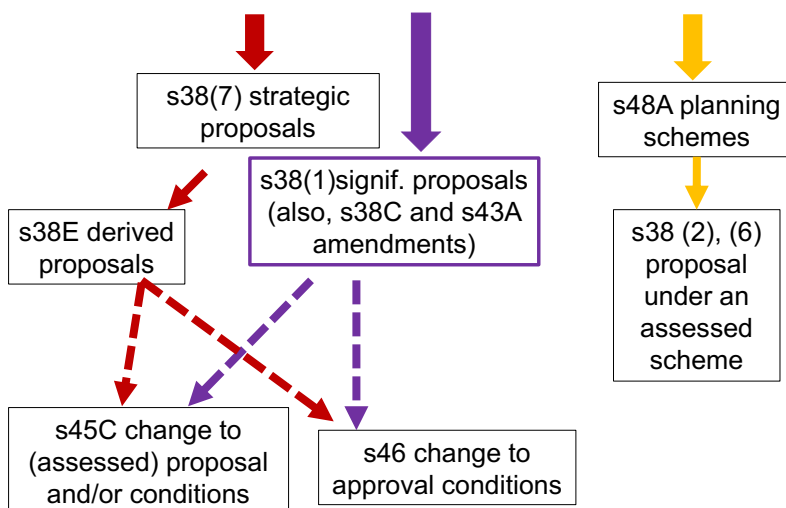 s38(7) strategic
proposals
s48A planning
schemes
s38(1)signif. proposals
(also, s38C and s43A
amendments)
s38E derived
proposals
s38 (2), (6)
proposal
under an
assessed
scheme
s45C change to
(assessed) proposal
and/or conditions
s46 change to
approval conditions